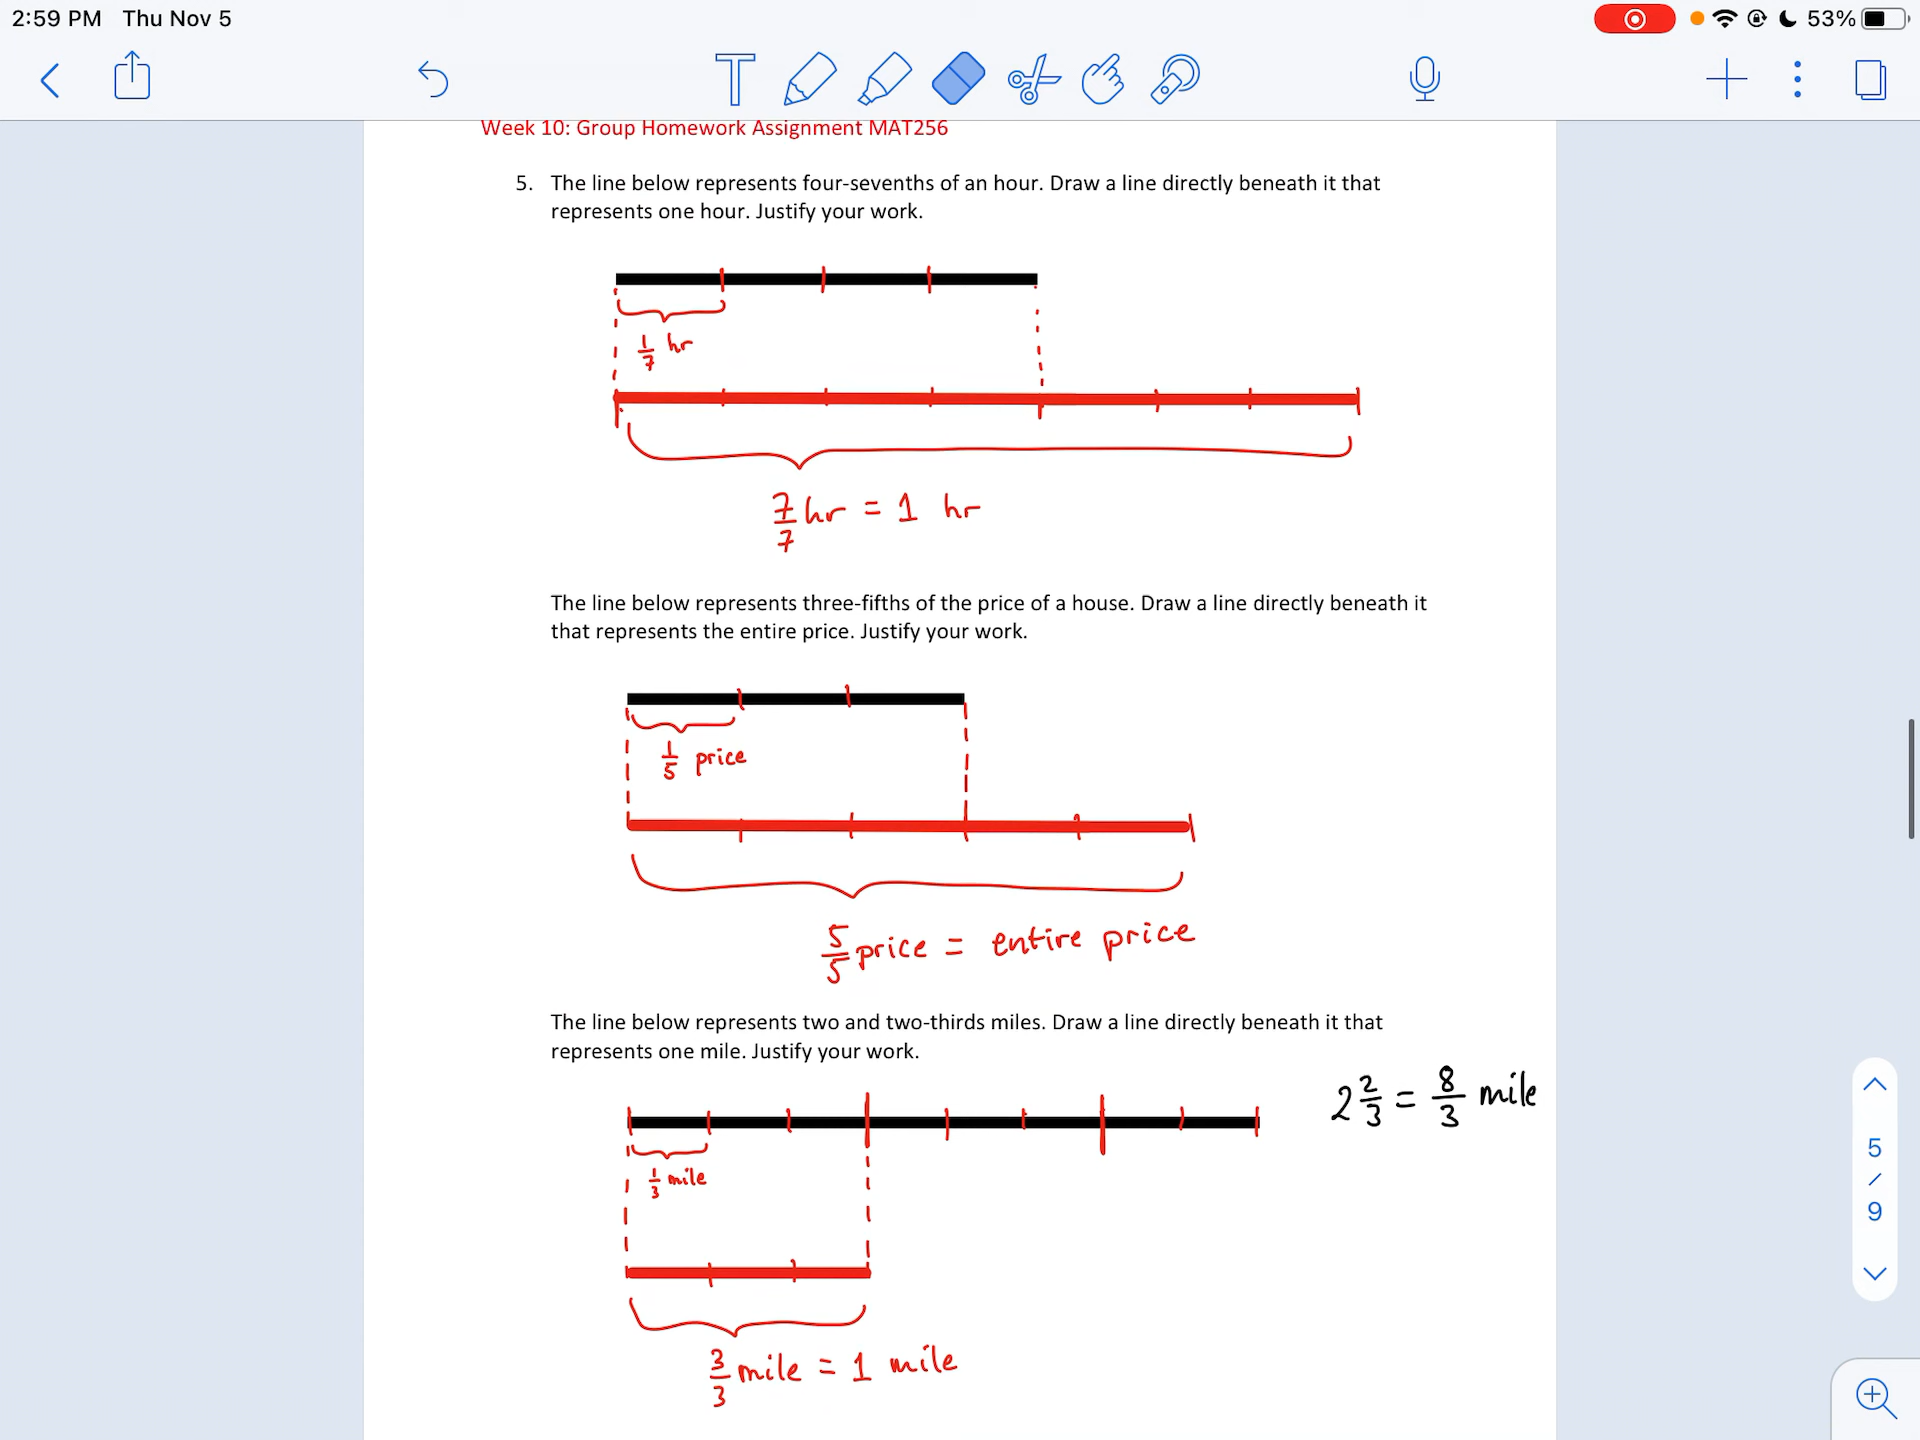 2:59 PM Thu Nov 5
53%
T
Week 10: Group Homework Assignment MAT256
5. The line below represents four-sevenths of an hour. Draw a line directly beneath it that
represents one hour. Justify your work.
1/7 hr
7/7 hr = 1 hr
The line below represents three-fifths of the price of a house. Draw a line directly beneath it
that represents the entire price. Justify your work.
1/5 price
5/5 price = entire price
The line below represents two and two-thirds miles. Draw a line directly beneath it that
represents one mile. Justify your work.
2 2/3 = 8/3 mile
1/3 mile
3/3 mile = 1 mile
5
/
9